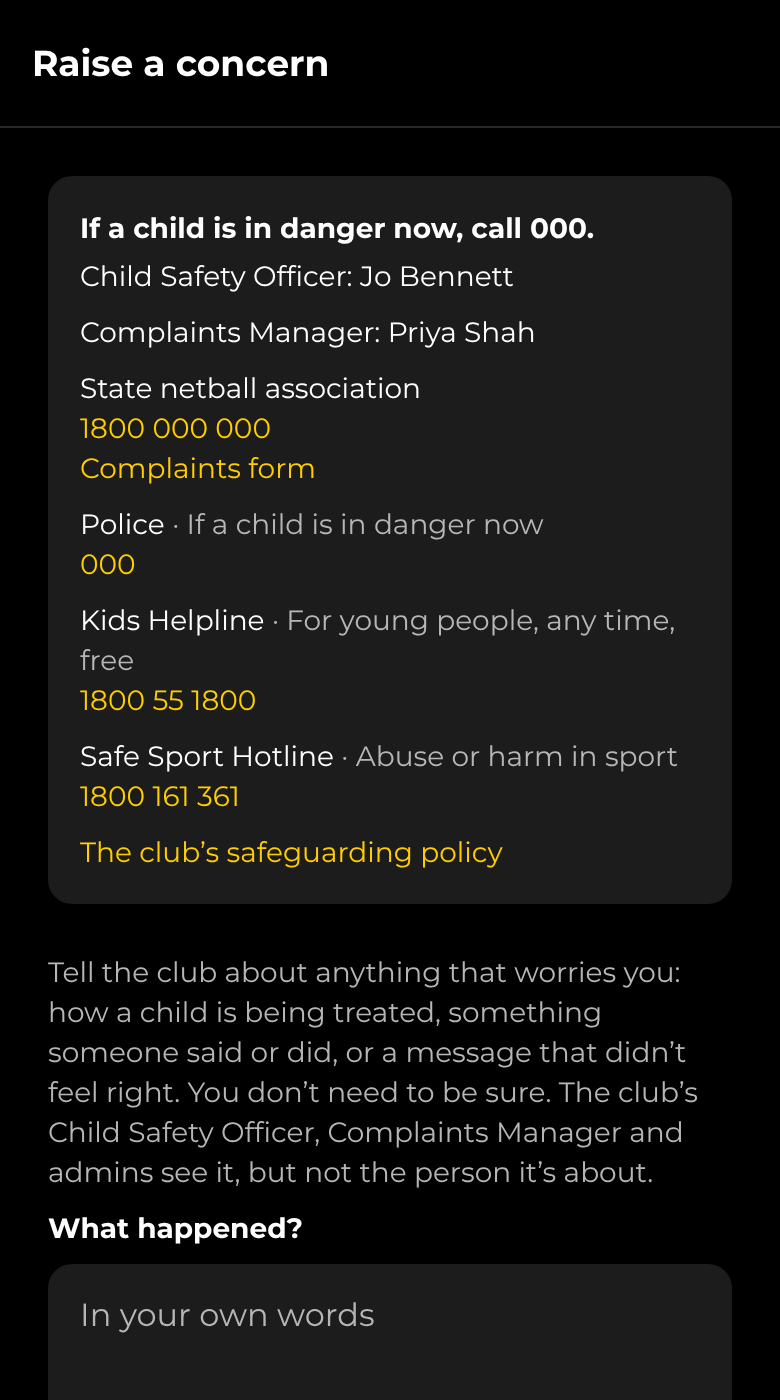 Raise a concern
If a child is in danger now, call 000.
Child Safety Officer: Jo Bennett
Complaints Manager: Priya Shah
State netball association
1800 000 000
Complaints form
Police · If a child is in danger now
000
Kids Helpline · For young people, any time,
free
1800 55 1800
Safe Sport Hotline · Abuse or harm in sport
1800 161 361
The club’s safeguarding policy
Tell the club about anything that worries you:
how a child is being treated, something
someone said or did, or a message that didn’t
feel right. You don’t need to be sure. The club’s
Child Safety Officer, Complaints Manager and
admins see it, but not the person it’s about.
What happened?
In your own words